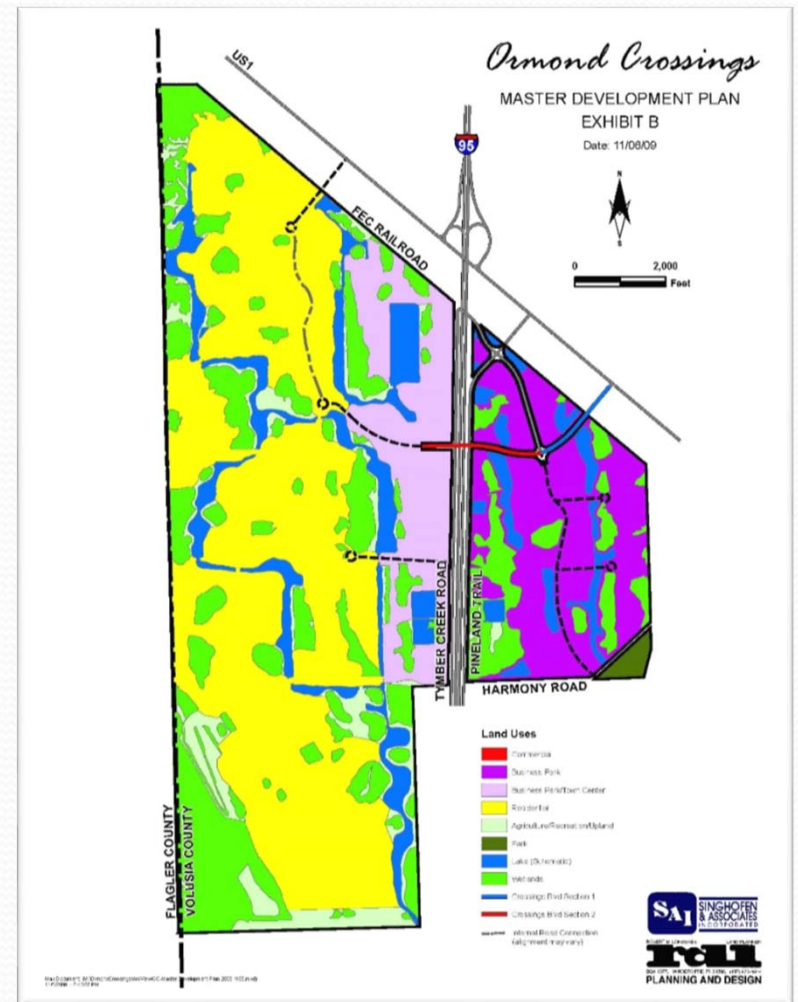 Ormond Crossings
MASTER DEVELOPMENT PLAN
EXHIBIT B
Date: 11/06/09
US1
95
N
S
0 2,000
Feet
FEC RAILROAD
TYMBER CREEK ROAD
PINELAND TRAIL
HARMONY ROAD
FLAGLER COUNTY
VOLUSIA COUNTY
Land Uses
Commercial
Business Park
Business Park/Town Center
Residential
Agriculture/Recreation/Upland
Park
Lake (Schematic)
Wetlands
Crossings Blvd Section 1
Crossings Blvd Section 2
Internal Road Connection
(alignment may vary)
SAI
SINGHOFEN
& ASSOCIATES
INCORPORATED
rdli
PLANNING AND DESIGN